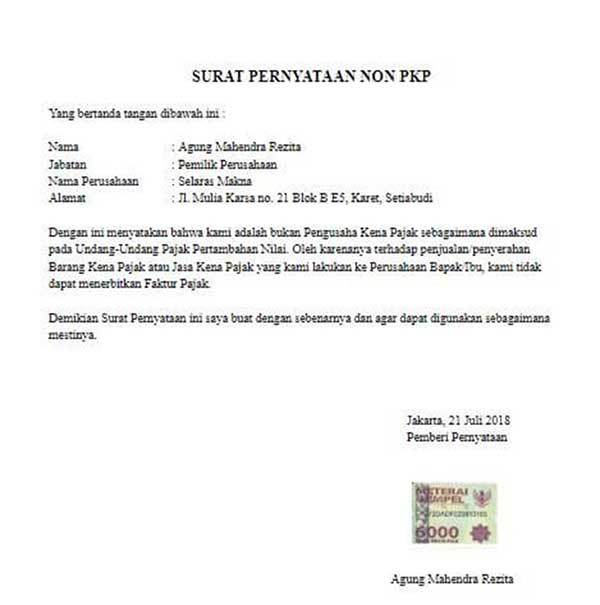 SURAT PERNYATAAN NON PKP
Yang bertanda tangan dibawah ini :
Nama : Agung Mahendra Rezita
Jabatan : Pemilik Perusahaan
Nama Perusahaan : Selaras Makna
Alamat : Jl. Mulia Karsa no. 21 Blok B E5, Karet, Setiabudi
Dengan ini menyatakan bahwa kami adalah bukan Pengusaha Kena Pajak sebagaimana dimaksud
pada Undang-Undang Pajak Pertambahan Nilai. Oleh karenanya terhadap penjualan/penyerahan
Barang Kena Pajak atau Jasa Kena Pajak yang kami lakukan ke Perusahaan Bapak/Ibu, kami tidak
dapat menerbitkan Faktur Pajak.
Demikian Surat Pernyataan ini saya buat dengan sebenarnya dan agar dapat digunakan sebagaimana
mestinya.
Jakarta, 21 Juli 2018
Pemberi Pernyataan
METERAI
TEMPEL
6000
Agung Mahendra Rezita